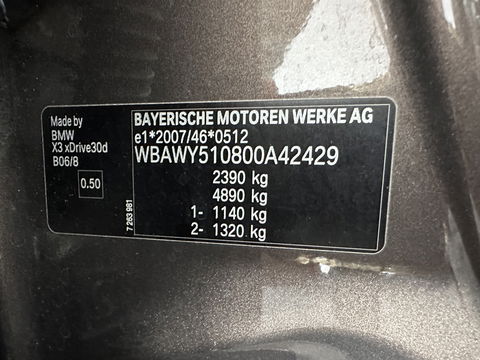 Made by
BMW
X3 xDrive30d
B06/8
0.50
7 263 981
BAYERISCHE MOTOREN WERKE AG
e1*2007/46*0512
WBAWY510800A42429
2390 kg
4890 kg
1- 1140 kg
2- 1320 kg